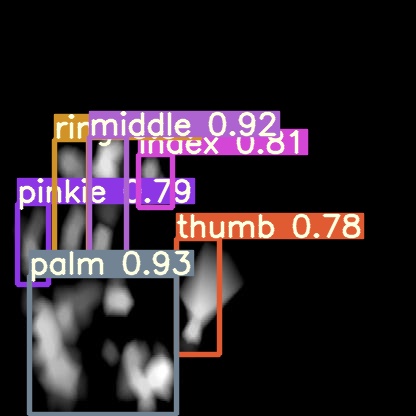 middle 0.92
index 0.81
pinkie 0.79
thumb 0.78
palm 0.93